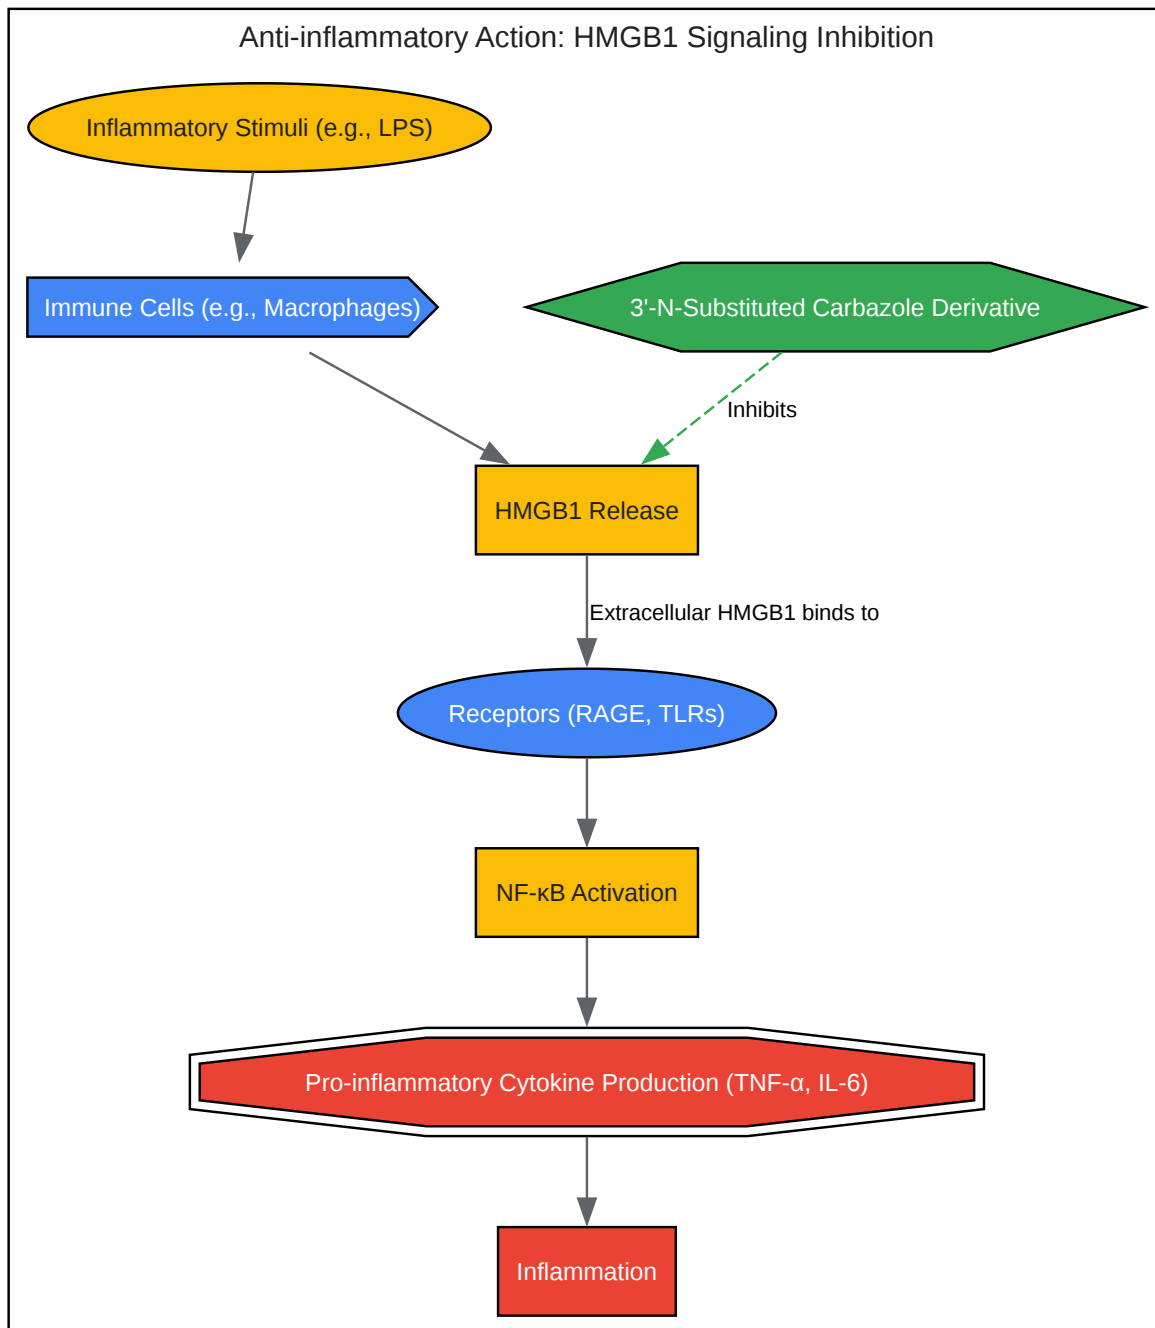 Anti-inflammatory Action: HMGB1 Signaling Inhibition
Inflammatory Stimuli (e.g., LPS)
Immune Cells (e.g., Macrophages)
3'-N-Substituted Carbazole Derivative
Inhibits
HMGB1 Release
Extracellular HMGB1 binds to
Receptors (RAGE, TLRs)
NF-κB Activation
Pro-inflammatory Cytokine Production (TNF-α, IL-6)
Inflammation